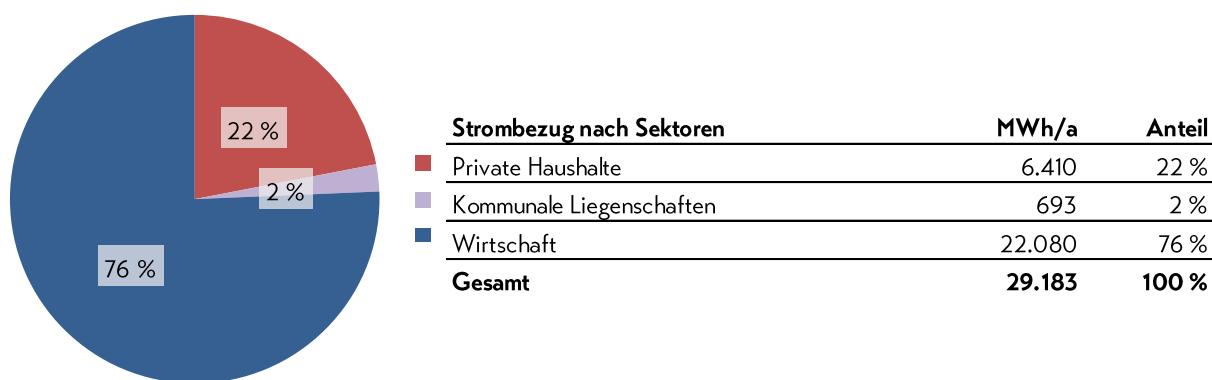 22 %
2 %
76 %
Strombezug nach Sektoren MWh/a Anteil
Private Haushalte 6.410 22 %
Kommunale Liegenschaften 693 2 %
Wirtschaft 22.080 76 %
Gesamt 29.183 100 %